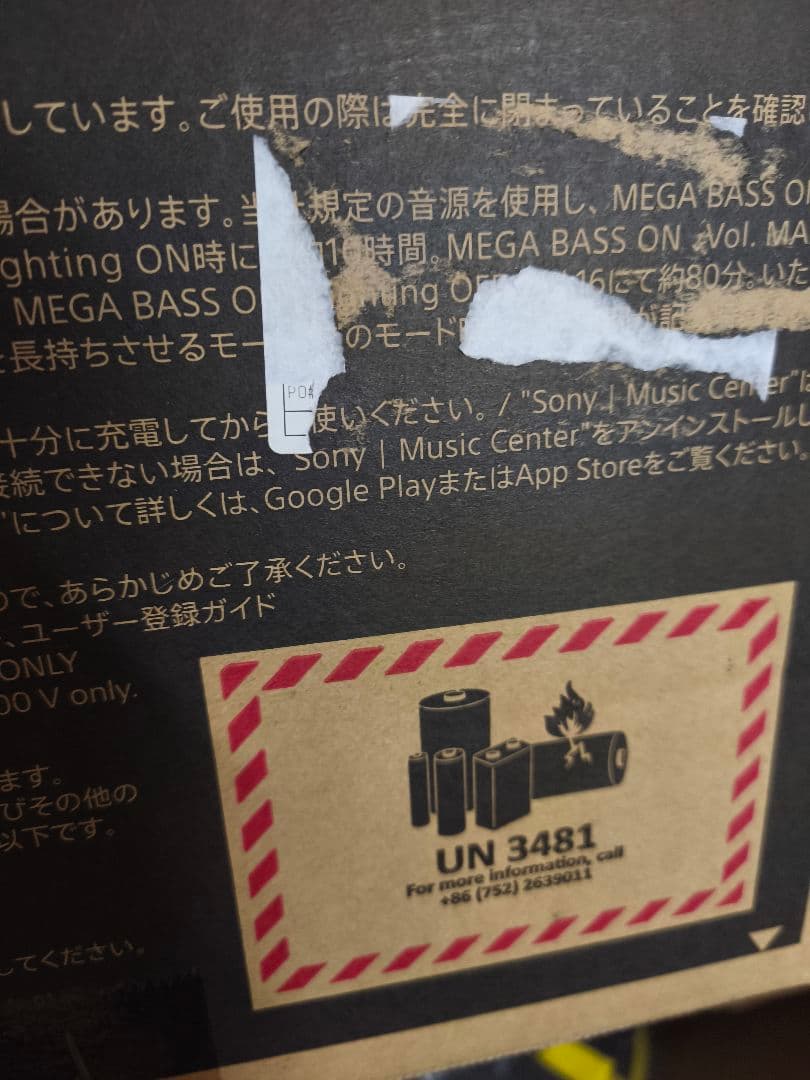 しています。ご使用の際は完全に閉まっていることを確認
場合があります。当 規定の音源を使用し、MEGA BASS
ghting ON時に 時間。MEGA BASS ON Vol. MA
MEGA BASS O ng O 16にて約80分。いた
長持ちさせるモー のモード が記
PO#
十分に充電してから 使いください。/ "Sony | Music Center"は
接続できない場合は、"Sony | Music Center"をアンインストールし
"について詳しくは、Google PlayまたはApp Storeをご覧ください。
ので、あらかじめご了承ください。
、ユーザー登録ガイド
ONLY
00 V only.
ます。
びその他の
以下です。
してください。
UN 3481
For more information, call
+86 (752) 2639011